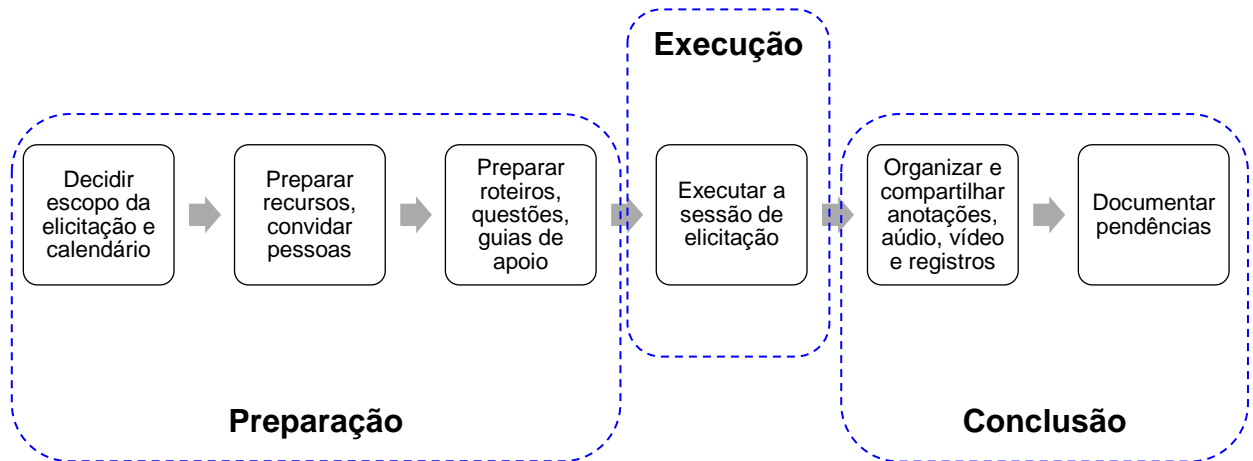 Execução
Decidir
escopo da
elicitação e
calendário
Preparar
recursos,
convidar
pessoas
Preparar
roteiros,
questões,
guias de
apoio
Executar a
sessão de
elicitação
Organizar e
compartilhar
anotações,
aúdio, vídeo
e registros
Documentar
pendências
Preparação
Conclusão